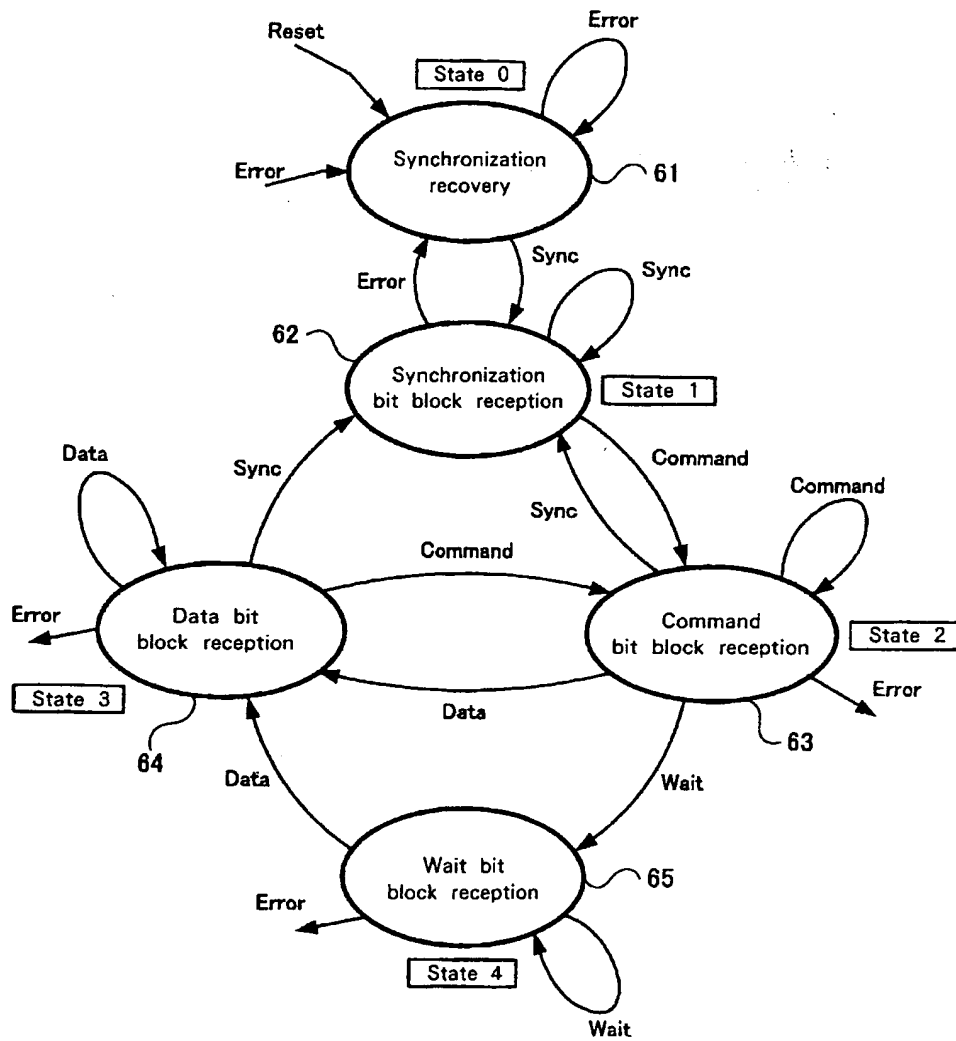 Reset
Error
State 0
Synchronization
recovery
Error
61
Error
Sync
Sync
62
Synchronization
bit block reception
State 1
Data
Sync
Command
Sync
Command
Command
Data bit
block reception
Error
State 3
64
Command
bit block reception
State 2
Error
63
Data
Data
Wait
Wait bit
block reception
65
Error
State 4
Wait